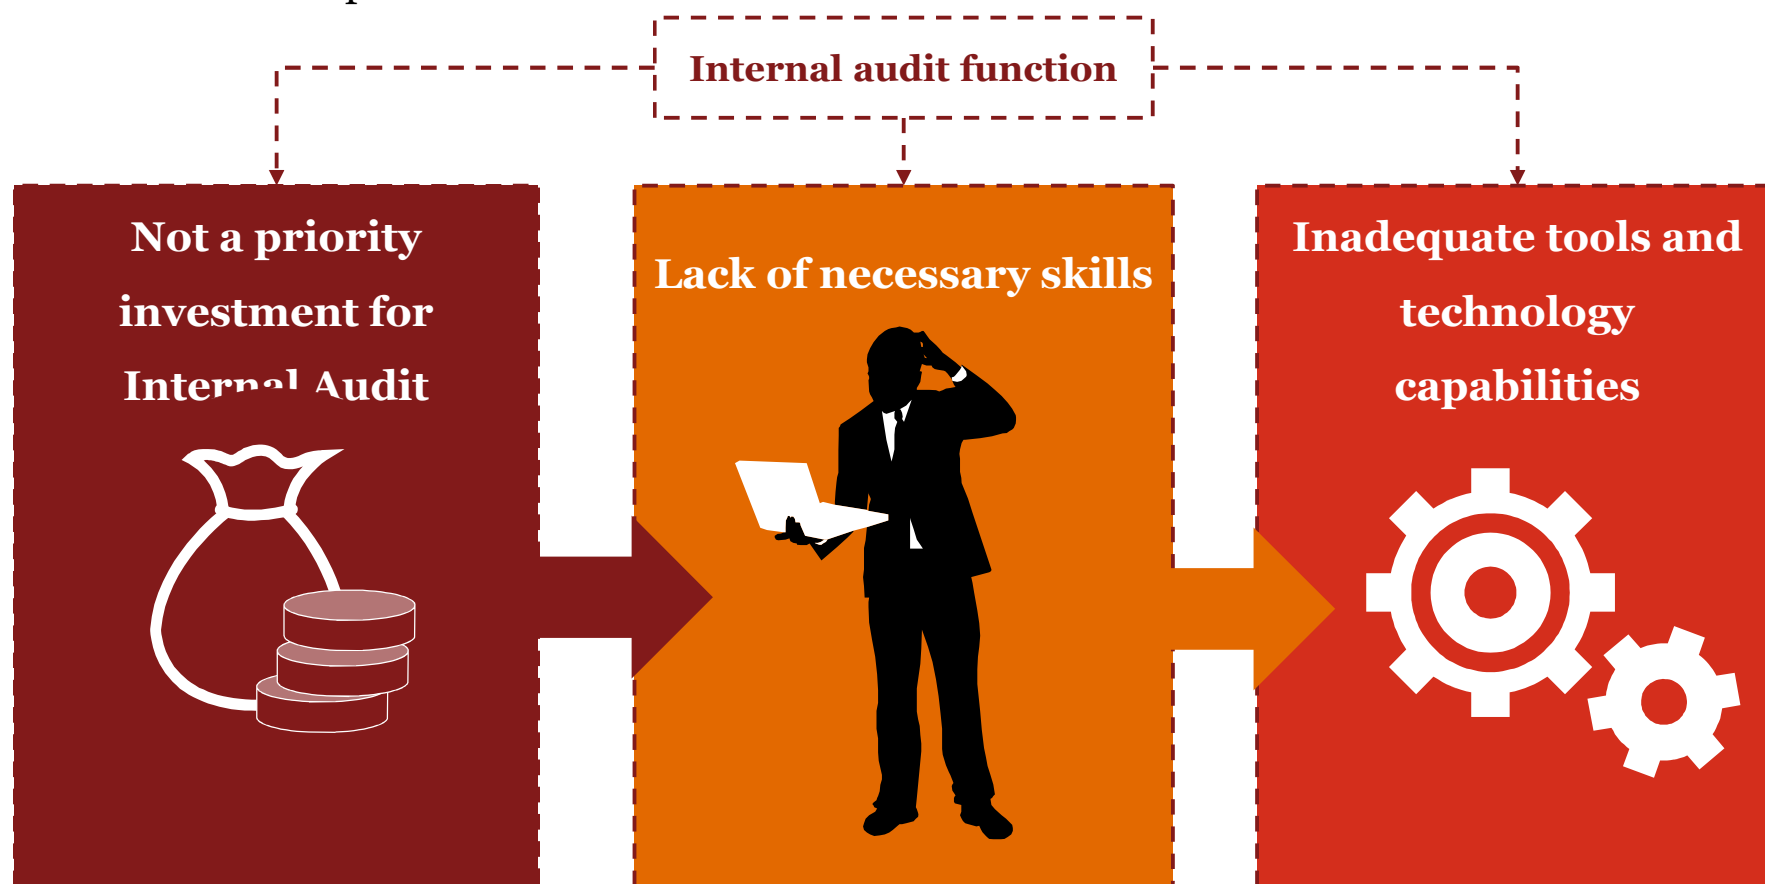 Internal audit function
Not a priority
investment for
Internal Audit
Lack of necessary skills
Inadequate tools and
technology
capabilities